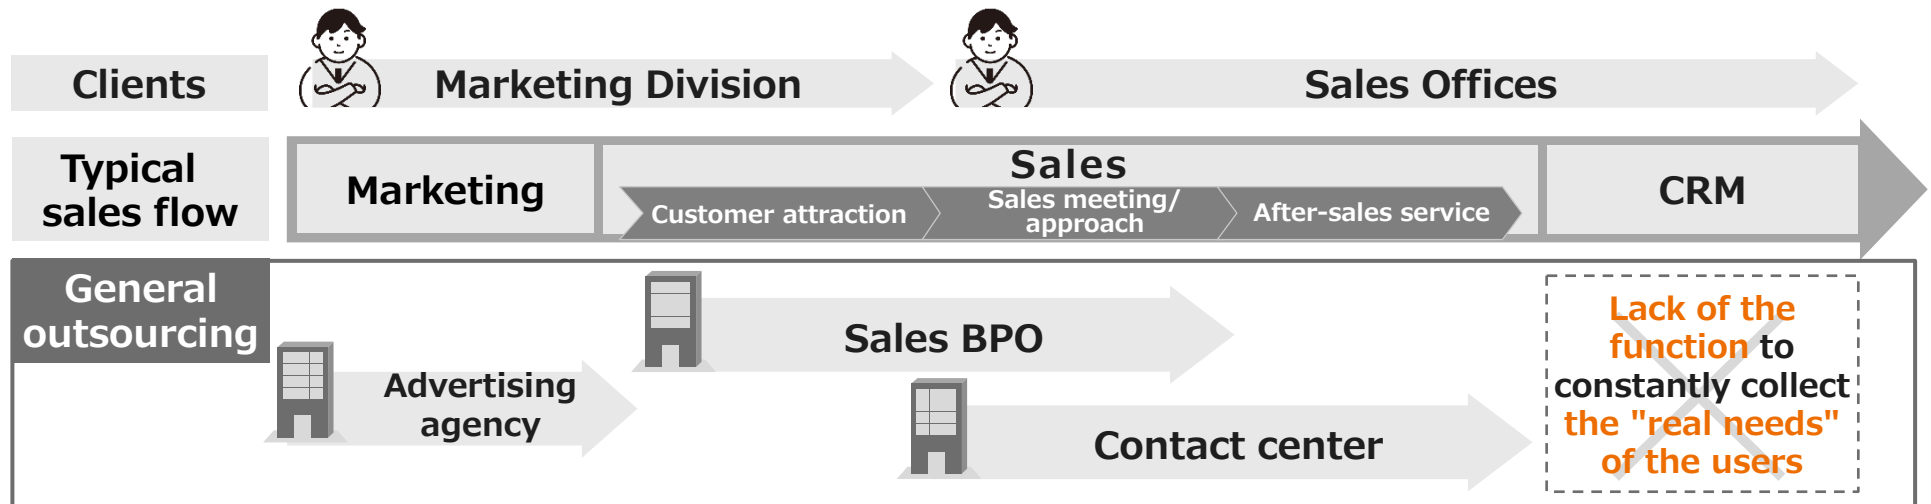 Clients
Marketing Division
Sales Offices
Typical
sales flow
Marketing
Sales
Customer attraction
Sales meeting/
approach
After-sales service
CRM
General
outsourcing
Advertising
agency
Sales BPO
Contact center
Lack of the
function to
constantly collect
the "real needs"
of the users